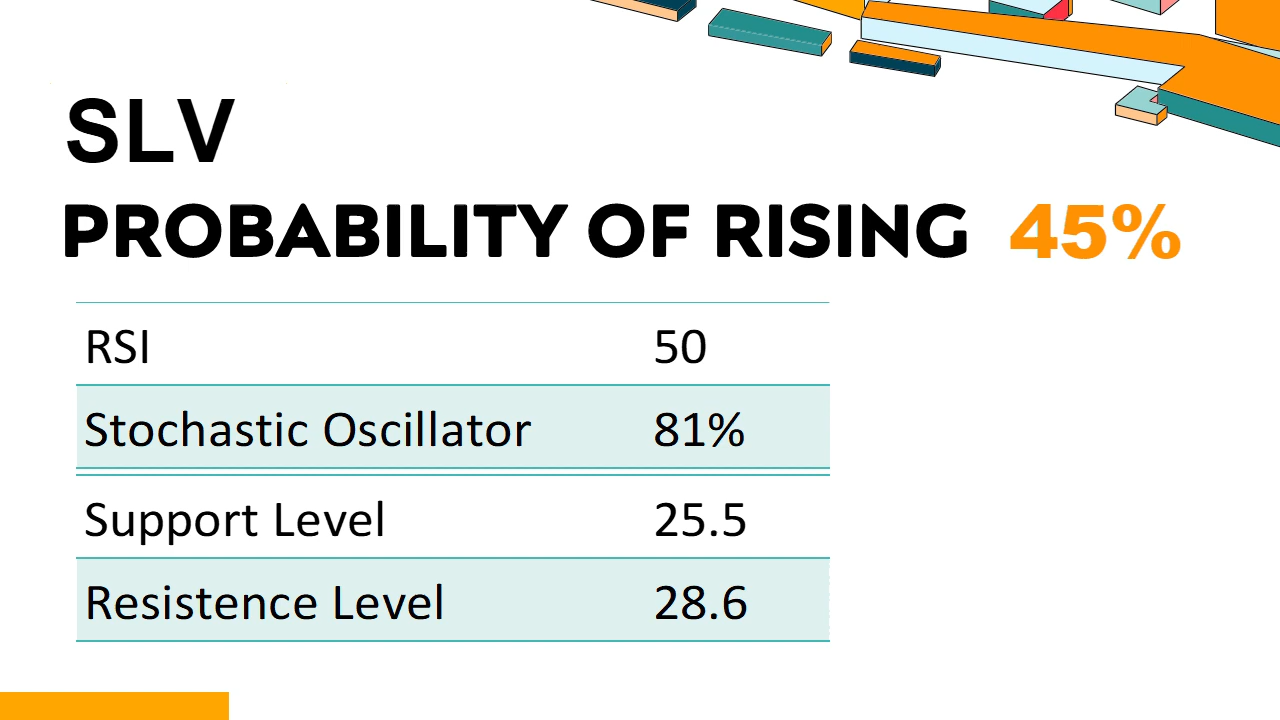 SLV
PROBABILITY OF RISING 45%
RSI 50
Stochastic Oscillator 81%
Support Level 25.5
Resistence Level 28.6